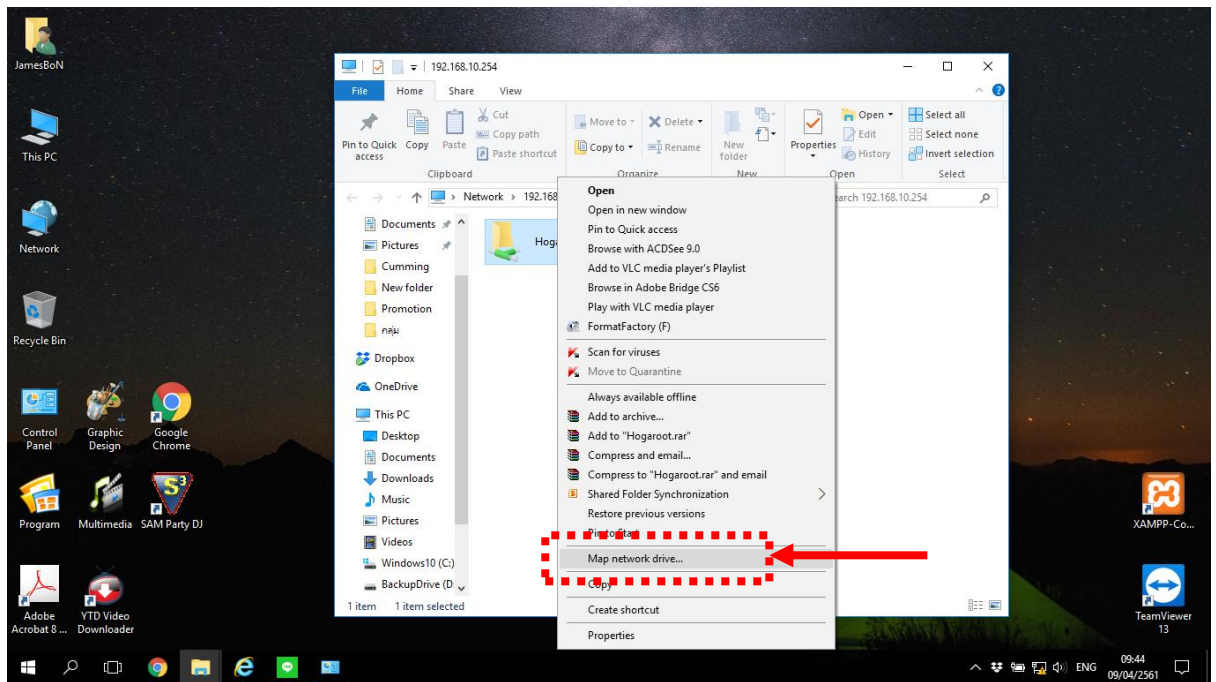 JamesBoN
This PC
Network
Recycle Bin
Control
Panel
Graphic
Design
Google
Chrome
Program
Multimedia
SAM Party DJ
Adobe
Acrobat 8 ...
YTD Video
Downloader
192.168.10.254
File Home Share View
Pin to Quick
access
Copy
Paste
Cut
Copy path
Paste shortcut
Clipboard
Move to
Copy to
Delete
Rename
Organize
New
folder
New
Properties
Open
Edit
History
Open
Select all
Select none
Invert selection
Select
Network > 192.168
earch 192.168.10.254
Documents
Pictures
Cumming
New folder
Promotion
กลุ่ม
Dropbox
OneDrive
This PC
Desktop
Documents
Downloads
Music
Pictures
Videos
Windows10 (C:)
BackupDrive (D:
1 item 1 item selected
Hoga
Open
Open in new window
Pin to Quick access
Browse with ACDSee 9.0
Add to VLC media player's Playlist
Browse in Adobe Bridge CS6
Play with VLC media player
FormatFactory (F)
Scan for viruses
Move to Quarantine
Always available offline
Add to archive...
Add to "Hogaroot.rar"
Compress and email...
Compress to "Hogaroot.rar" and email
Shared Folder Synchronization
Restore previous versions
Pin to Start
Map network drive...
Copy
Create shortcut
Properties
XAMPP-Co...
TeamViewer
13
ENG
09:44
09/04/2561